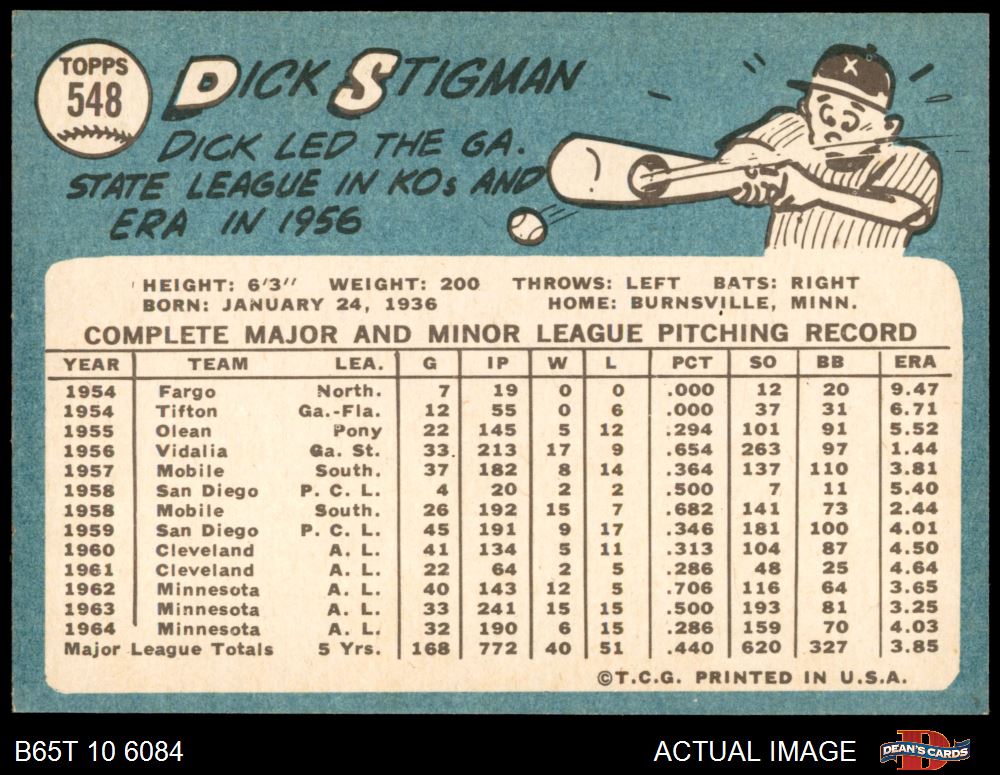 TOPPS
548
DICK STIGMAN
DICK LED THE GA.
STATE LEAGUE IN KOs AND
ERA IN 1956
X
HEIGHT: 6'3" WEIGHT: 200 THROWS: LEFT BATS: RIGHT
BORN: JANUARY 24, 1936 HOME: BURNSVILLE, MINN.
COMPLETE MAJOR AND MINOR LEAGUE PITCHING RECORD
YEAR TEAM LEA. G IP W L PCT SO BB ERA
1954 Fargo North. 7 19 0 0 .000 12 20 9.47
1954 Tifton Ga.-Fla. 12 55 0 6 .000 37 31 6.71
1955 Olean Pony 22 145 5 12 .294 101 91 5.52
1956 Vidalia Ga. St. 33 213 17 9 .654 263 97 1.44
1957 Mobile South. 37 182 8 14 .364 137 110 3.81
1958 San Diego P. C. L. 4 20 2 2 .500 7 11 5.40
1958 Mobile South. 26 192 15 7 .682 141 73 2.44
1959 San Diego P. C. L. 45 191 9 17 .346 181 100 4.01
1960 Cleveland A. L. 41 134 5 11 .313 104 87 4.50
1961 Cleveland A. L. 22 64 2 5 .286 48 25 4.64
1962 Minnesota A. L. 40 143 12 5 .706 116 64 3.65
1963 Minnesota A. L. 33 241 15 15 .500 193 81 3.25
1964 Minnesota A. L. 32 190 6 15 .286 159 70 4.03
Major League Totals 5 Yrs. 168 772 40 51 .440 620 327 3.85
©T.C.G. PRINTED IN U.S.A.
B65T 10 6084 ACTUAL IMAGE D DEAN'S CARDS